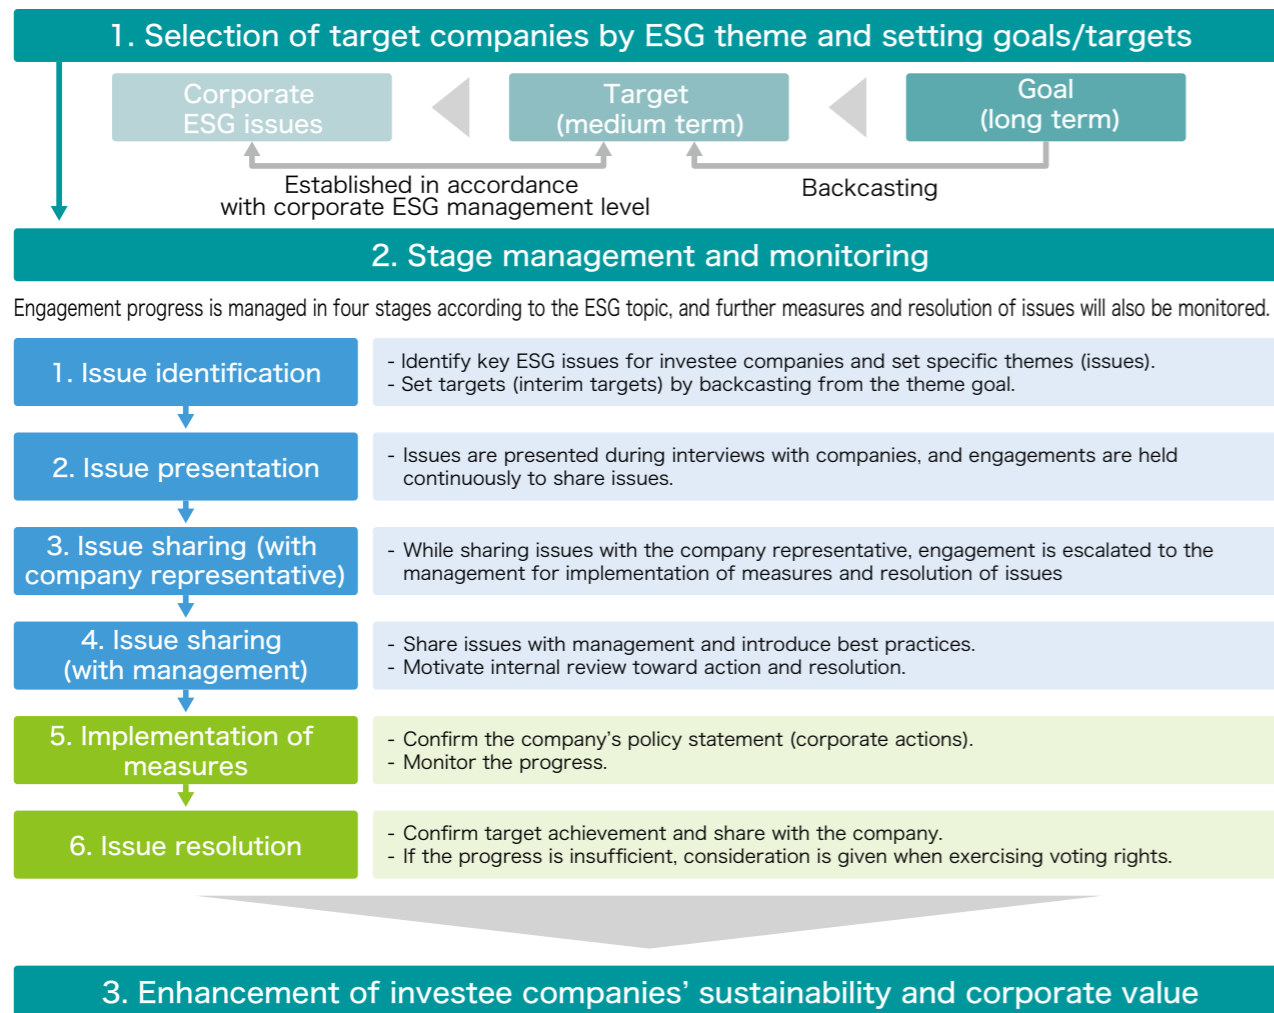 1. Selection of target companies by ESG theme and setting goals/targets
Corporate
ESG issues
Target
(medium term)
Goal
(long term)
Established in accordance
with corporate ESG management level
Backcasting
2. Stage management and monitoring
Engagement progress is managed in four stages according to the ESG topic, and further measures and resolution of issues will also be monitored.
1. Issue identification
- Identify key ESG issues for investee companies and set specific themes (issues).
- Set targets (interim targets) by backcasting from the theme goal.
2. Issue presentation
- Issues are presented during interviews with companies, and engagements are held
continuously to share issues.
3. Issue sharing (with
company representative)
- While sharing issues with the company representative, engagement is escalated to the
management for implementation of measures and resolution of issues
4. Issue sharing
(with management)
- Share issues with management and introduce best practices.
- Motivate internal review toward action and resolution.
5. Implementation of
measures
- Confirm the company's policy statement (corporate actions).
- Monitor the progress.
6. Issue resolution
- Confirm target achievement and share with the company.
- If the progress is insufficient, consideration is given when exercising voting rights.
3. Enhancement of investee companies' sustainability and corporate value